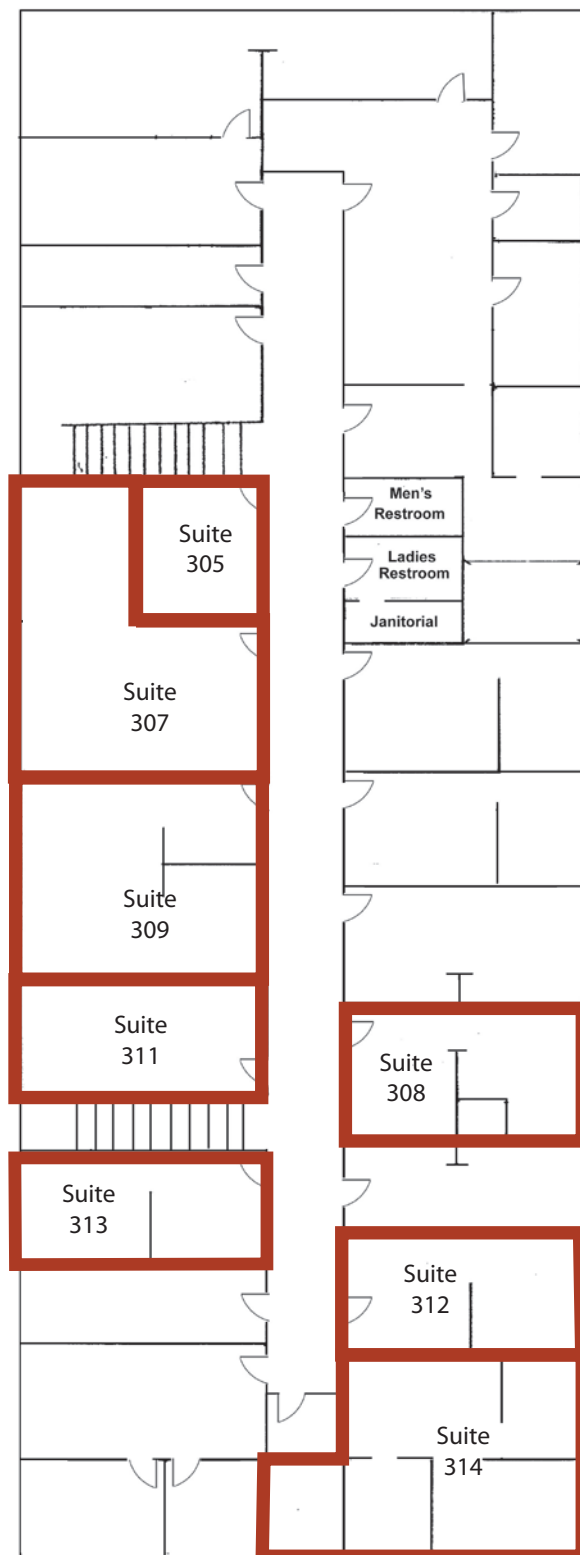 Men's
Restroom
Suite
305
Ladies
Restroom
Janitorial
Suite
307
Suite
309
Suite
311
Suite
308
Suite
313
Suite
312
Suite
314